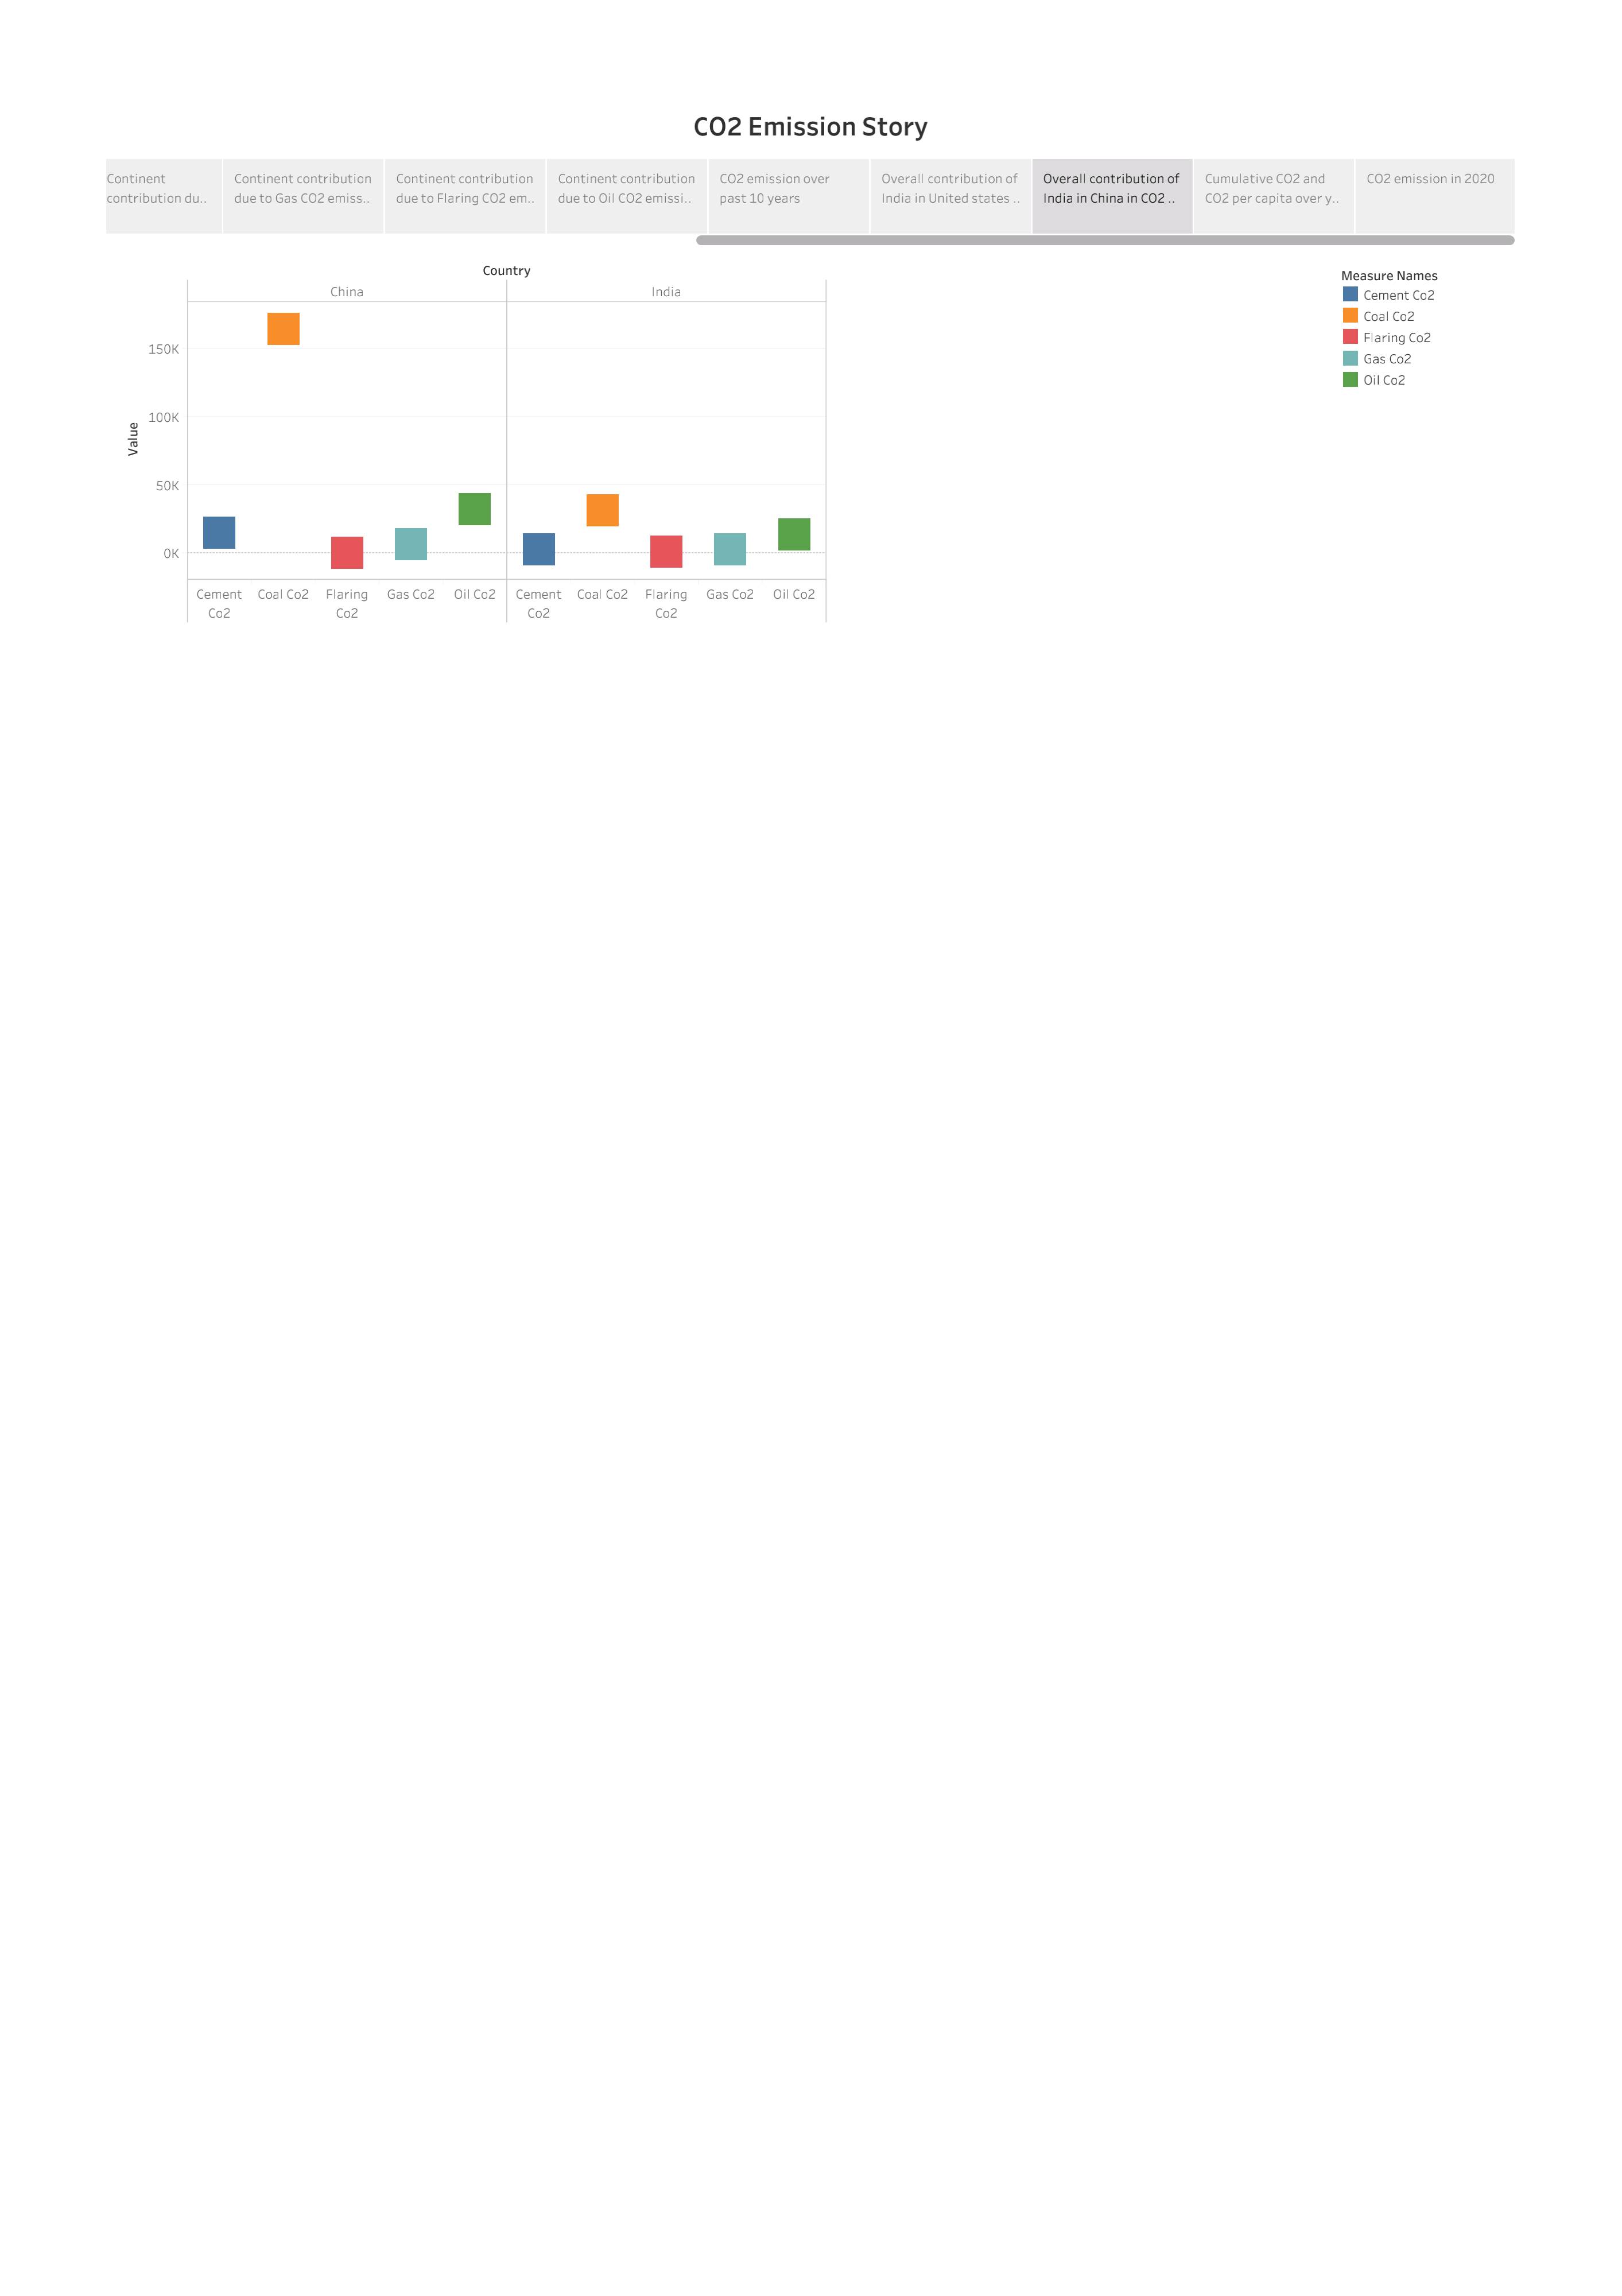 CO2 Emission Story
Continent
contribution du..
Continent contribution
due to Gas CO2 emiss..
Continent contribution
due to Flaring CO2 em..
Continent contribution
due to Oil CO2 emissi..
CO2 emission over
past 10 years
Overall contribution of
India in United states ..
Overall contribution of
India in China in CO2 ..
Cumulative CO2 and
CO2 per capita over y..
CO2 emission in 2020
Country
China
India
Value
150K
100K
50K
0K
Cement
Co2
Coal Co2
Flaring
Co2
Gas Co2
Oil Co2
Cement
Co2
Coal Co2
Flaring
Co2
Gas Co2
Oil Co2
Measure Names
Cement Co2
Coal Co2
Flaring Co2
Gas Co2
Oil Co2